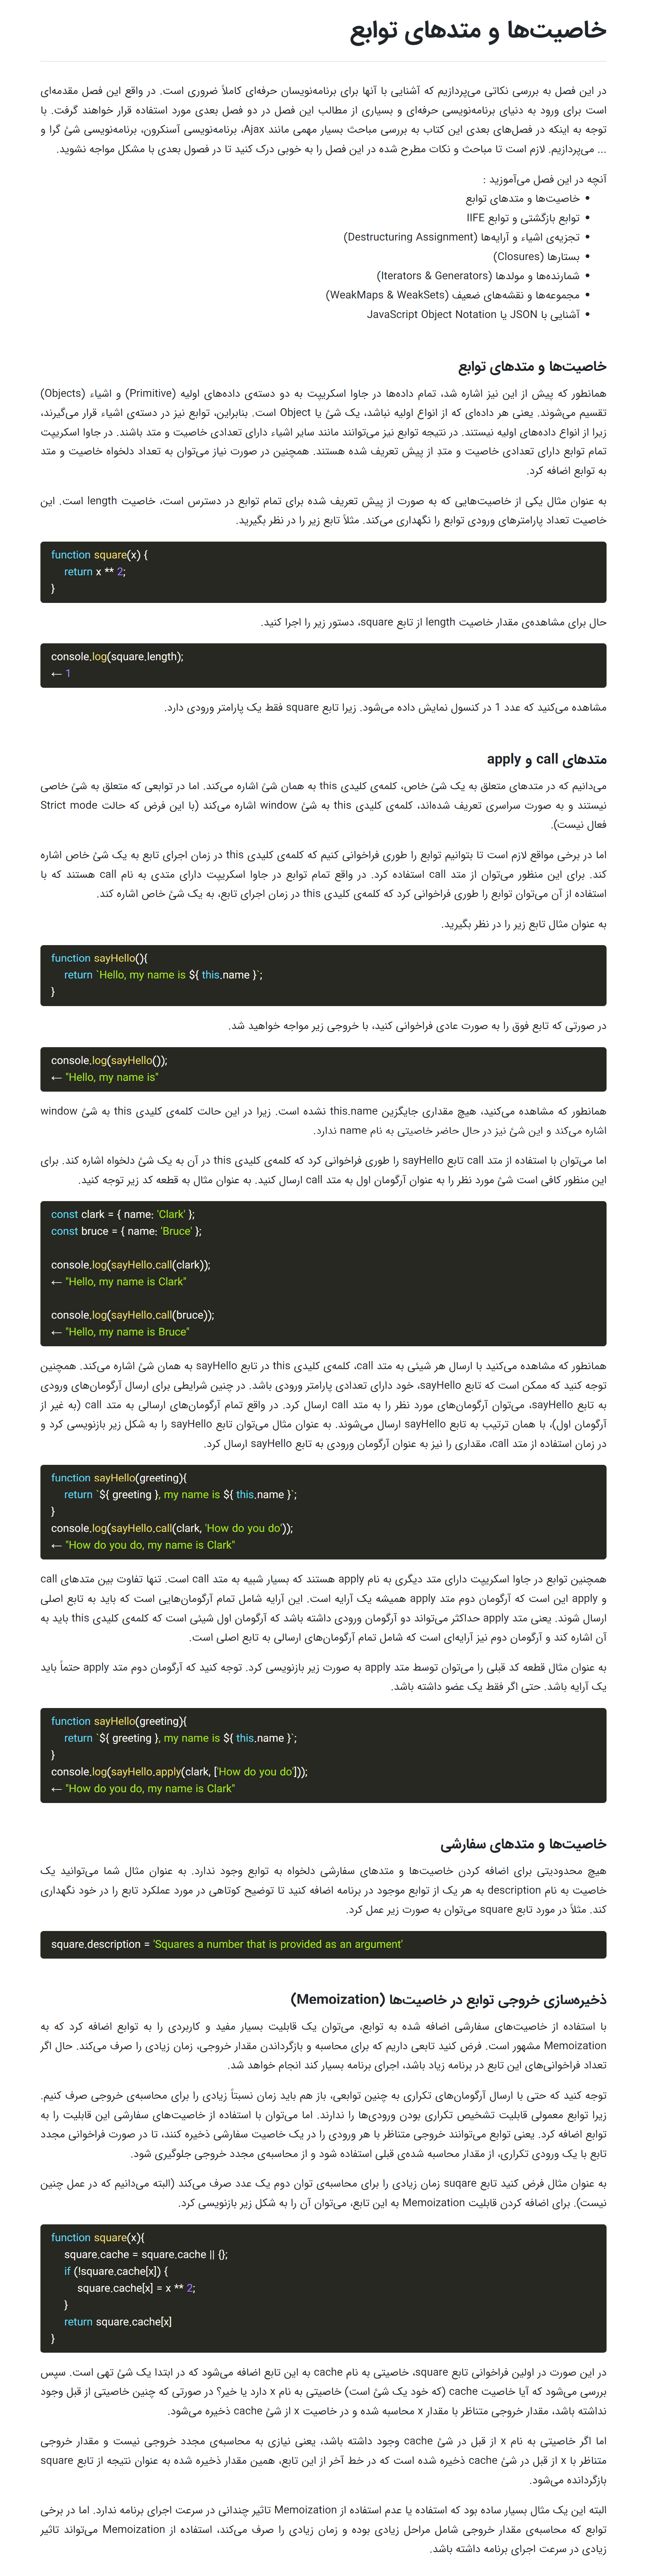 خاصیت‌ها و متدهای توابع
در این فصل به بررسی نکاتی می‌پردازیم که آشنایی با آنها برای برنامه‌نویسان حرفه‌ای کاملاً ضروری است. در واقع این فصل مقدمه‌ای
است برای ورود به دنیای برنامه‌نویسی حرفه‌ای و بسیاری از مطالب این فصل در دو فصل بعدی مورد استفاده قرار خواهند گرفت. با
توجه به اینکه در فصل‌های بعدی این کتاب به بررسی مباحث بسیار مهمی مانند Ajax، برنامه‌نویسی آسنکرون، برنامه‌نویسی شئ گرا و
... می‌پردازیم. لازم است تا مباحث و نکات مطرح شده در این فصل را به خوبی درک کنید تا در فصول بعدی با مشکل مواجه نشوید.
آنچه در این فصل می‌آموزید :
• خاصیت‌ها و متدهای توابع
• توابع بازگشتی و توابع IIFE
• تجزیه‌ی اشیاء و آرایه‌ها (Destructuring Assignment)
• بستارها (Closures)
• شمارنده‌ها و مولدها (Iterators & Generators)
• مجموعه‌ها و نقشه‌های ضعیف (WeakMaps & WeakSets)
• آشنایی با JSON یا JavaScript Object Notation
خاصیت‌ها و متدهای توابع
همانطور که پیش از این نیز اشاره شد، تمام داده‌ها در جاوا اسکریپت به دو دسته‌ی داده‌های اولیه (Primitive) و اشیاء (Objects)
تقسیم می‌شوند. یعنی هر داده‌ای که از انواع اولیه نباشد، یک شئ یا Object است. بنابراین، توابع نیز در دسته‌ی اشیاء قرار می‌گیرند،
زیرا از انواع داده‌های اولیه نیستند. در نتیجه توابع نیز می‌توانند مانند سایر اشیاء دارای تعدادی خاصیت و متد باشند. در جاوا اسکریپت
تمام توابع دارای تعدادی خاصیت و متدِ از پیش تعریف شده هستند. همچنین در صورت نیاز می‌توان به تعداد دلخواه خاصیت و متد
به توابع اضافه کرد.
به عنوان مثال یکی از خاصیت‌هایی که به صورت از پیش تعریف شده برای تمام توابع در دسترس است، خاصیت length است. این
خاصیت تعداد پارامترهای ورودی توابع را نگهداری می‌کند. مثلاً تابع زیر را در نظر بگیرید.
function square(x) {
return x ** 2;
}
حال برای مشاهده‌ی مقدار خاصیت length از تابع square، دستور زیر را اجرا کنید.
console.log(square.length);
← 1
مشاهده می‌کنید که عدد 1 در کنسول نمایش داده می‌شود. زیرا تابع square فقط یک پارامتر ورودی دارد.
متدهای call و apply
می‌دانیم که در متدهای متعلق به یک شئ خاص، کلمه‌ی کلیدی this به همان شئ اشاره می‌کند. اما در توابعی که متعلق به شئ خاصی
نیستند و به صورت سراسری تعریف شده‌اند، کلمه‌ی کلیدی this به شئ window اشاره می‌کند (با این فرض که حالت Strict mode
فعال نیست).
اما در برخی مواقع لازم است تا بتوانیم توابع را طوری فراخوانی کنیم که کلمه‌ی کلیدی this در زمان اجرای تابع به یک شئ خاص اشاره
کند. برای این منظور می‌توان از متد call استفاده کرد. در واقع تمام توابع در جاوا اسکریپت دارای متدی به نام call هستند که با
استفاده از آن می‌توان توابع را طوری فراخوانی کرد که کلمه‌ی کلیدی this در زمان اجرای تابع، به یک شئ خاص اشاره کند.
به عنوان مثال تابع زیر را در نظر بگیرید.
function sayHello(){
return `Hello, my name is ${ this.name }`;
}
در صورتی که تابع فوق را به صورت عادی فراخوانی کنید، با خروجی زیر مواجه خواهید شد.
console.log(sayHello());
← "Hello, my name is"
همانطور که مشاهده می‌کنید، هیچ مقداری جایگزین this.name نشده است. زیرا در این حالت کلمه‌ی کلیدی this به شئ window
اشاره می‌کند و این شئ نیز در حال حاضر خاصیتی به نام name ندارد.
اما می‌توان با استفاده از متد call تابع sayHello را طوری فراخوانی کرد که کلمه‌ی کلیدی this در آن به یک شئ دلخواه اشاره کند. برای
این منظور کافی است شئ مورد نظر را به عنوان آرگومان اول به متد call ارسال کنید. به عنوان مثال به قطعه کد زیر توجه کنید.
const clark = { name: 'Clark' };
const bruce = { name: 'Bruce' };
console.log(sayHello.call(clark));
← "Hello, my name is Clark"
console.log(sayHello.call(bruce));
← "Hello, my name is Bruce"
همانطور که مشاهده می‌کنید با ارسال هر شیئی به متد call، کلمه‌ی کلیدی this در تابع sayHello به همان شئ اشاره می‌کند. همچنین
توجه کنید که ممکن است که تابع sayHello، خود دارای تعدادی پارامتر ورودی باشد. در چنین شرایطی برای ارسال آرگومان‌های ورودی
به تابع sayHello، می‌توان آرگومان‌های مورد نظر را به متد call ارسال کرد. در واقع تمام آرگومان‌های ارسالی به متد call (به غیر از
آرگومان اول)، با همان ترتیب به تابع sayHello ارسال می‌شوند. به عنوان مثال می‌توان تابع sayHello را به شکل زیر بازنویسی کرد و
در زمان استفاده از متد call، مقداری را نیز به عنوان آرگومان ورودی به تابع sayHello ارسال کرد.
function sayHello(greeting){
return `${ greeting }, my name is ${ this.name }`;
}
console.log(sayHello.call(clark, 'How do you do'));
← "How do you do, my name is Clark"
همچنین توابع در جاوا اسکریپت دارای متد دیگری به نام apply هستند که بسیار شبیه به متد call است. تنها تفاوت بین متدهای call
و apply این است که آرگومان دوم متد apply همیشه یک آرایه است. این آرایه شامل تمام آرگومان‌هایی است که باید به تابع اصلی
ارسال شوند. یعنی متد apply حداکثر می‌تواند دو آرگومان ورودی داشته باشد که آرگومان اول شیئی است که کلمه‌ی کلیدی this باید به
آن اشاره کند و آرگومان دوم نیز آرایه‌ای است که شامل تمام آرگومان‌های ارسالی به تابع اصلی است.
به عنوان مثال قطعه کد قبلی را می‌توان توسط متد apply به صورت زیر بازنویسی کرد. توجه کنید که آرگومان دوم متد apply حتماً باید
یک آرایه باشد. حتی اگر فقط یک عضو داشته باشد.
function sayHello(greeting){
return `${ greeting }, my name is ${ this.name }`;
}
console.log(sayHello.apply(clark, ['How do you do']));
← "How do you do, my name is Clark"
خاصیت‌ها و متدهای سفارشی
هیچ محدودیتی برای اضافه کردن خاصیت‌ها و متدهای سفارشی دلخواه به توابع وجود ندارد. به عنوان مثال شما می‌توانید یک
خاصیت به نام description به هر یک از توابع موجود در برنامه اضافه کنید تا توضیح کوتاهی در مورد عملکرد تابع را در خود نگهداری
کند. مثلاً در مورد تابع square می‌توان به صورت زیر عمل کرد.
square.description = 'Squares a number that is provided as an argument'
ذخیره‌سازی خروجی توابع در خاصیت‌ها (Memoization)
با استفاده از خاصیت‌های سفارشی اضافه شده به توابع، می‌توان یک قابلیت بسیار مفید و کاربردی را به توابع اضافه کرد که به
Memoization مشهور است. فرض کنید تابعی داریم که برای محاسبه و بازگرداندن مقدار خروجی، زمان زیادی را صرف می‌کند. حال اگر
تعداد فراخوانی‌های این تابع در برنامه زیاد باشد، اجرای برنامه بسیار کند انجام خواهد شد.
توجه کنید که حتی با ارسال آرگومان‌های تکراری به چنین توابعی، باز هم باید زمان نسبتاً زیادی را برای محاسبه‌ی خروجی صرف کنیم.
زیرا توابع معمولی قابلیت تشخیص تکراری بودن ورودی‌ها را ندارند. اما می‌توان با استفاده از خاصیت‌های سفارشی این قابلیت را به
توابع اضافه کرد. یعنی توابع می‌توانند خروجی متناظر با هر ورودی را در یک خاصیت سفارشی ذخیره کنند، تا در صورت فراخوانی مجدد
تابع با یک ورودی تکراری، از مقدار محاسبه شده‌ی قبلی استفاده شود و از محاسبه‌ی مجدد خروجی جلوگیری شود.
به عنوان مثال فرض کنید تابع suqare زمان زیادی را برای محاسبه‌ی توان دوم یک عدد صرف می‌کند (البته می‌دانیم که در عمل چنین
نیست). برای اضافه کردن قابلیت Memoization به این تابع، می‌توان آن را به شکل زیر بازنویسی کرد.
function square(x){
square.cache = square.cache || {};
if (!square.cache[x]) {
square.cache[x] = x ** 2;
}
return square.cache[x]
}
در این صورت در اولین فراخوانی تابع square، خاصیتی به نام cache به این تابع اضافه می‌شود که در ابتدا یک شئ تهی است. سپس
بررسی می‌شود که آیا خاصیت cache (که خود یک شئ است) خاصیتی به نام x دارد یا خیر؟ در صورتی که چنین خاصیتی از قبل وجود
نداشته باشد، مقدار خروجی متناظر با مقدار x محاسبه شده و در خاصیت x از شئ cache ذخیره می‌شود.
اما اگر خاصیتی به نام x از قبل در شئ cache وجود داشته باشد، یعنی نیازی به محاسبه‌ی مجدد خروجی نیست و مقدار خروجی
متناظر با x از قبل در شئ cache ذخیره شده است که در خط آخر از این تابع، همین مقدار ذخیره شده به عنوان نتیجه از تابع square
بازگردانده می‌شود.
البته این یک مثال بسیار ساده بود که استفاده یا عدم استفاده از Memoization تاثیر چندانی در سرعت اجرای برنامه ندارد. اما در برخی
توابع که محاسبه‌ی مقدار خروجی شامل مراحل زیادی بوده و زمان زیادی را صرف می‌کند، استفاده از Memoization می‌تواند تاثیر
زیادی در سرعت اجرای برنامه داشته باشد.